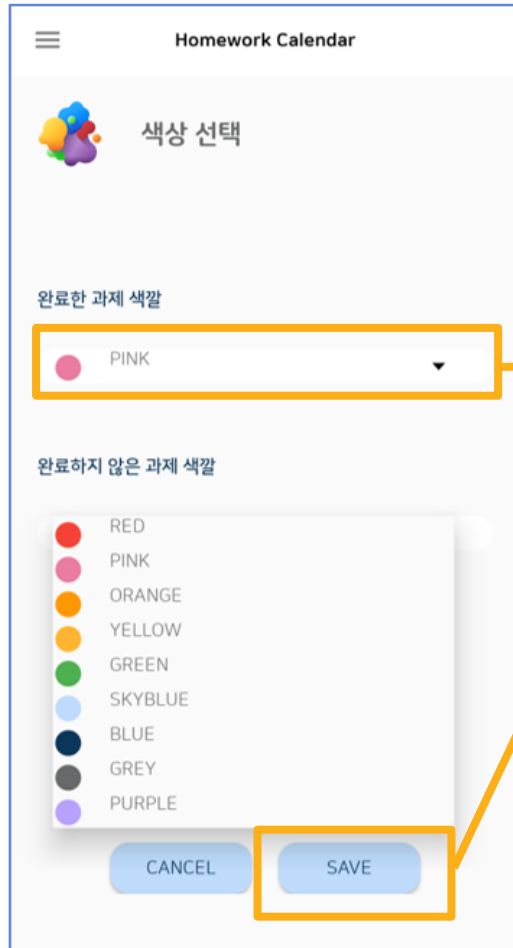 Homework Calendar
색상 선택
완료한 과제 색깔
PINK
완료하지 않은 과제 색깔
RED
PINK
ORANGE
YELLOW
GREEN
SKYBLUE
BLUE
GREY
PURPLE
CANCEL SAVE